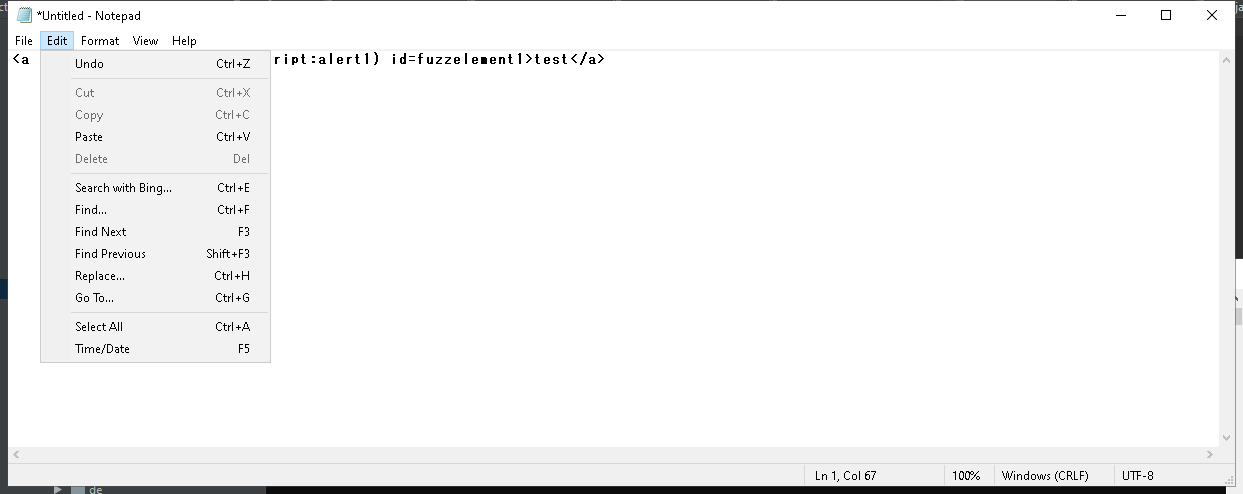 *Untitled - Notepad
File Edit Format View Help
<a ript:alert1) id=fuzzelement1>test</a>
Undo Ctrl+Z
Cut Ctrl+X
Copy Ctrl+C
Paste Ctrl+V
Delete Del
Search with Bing... Ctrl+E
Find... Ctrl+F
Find Next F3
Find Previous Shift+F3
Replace... Ctrl+H
Go To... Ctrl+G
Select All Ctrl+A
Time/Date F5
Ln 1, Col 67 100% Windows (CRLF) UTF-8
de